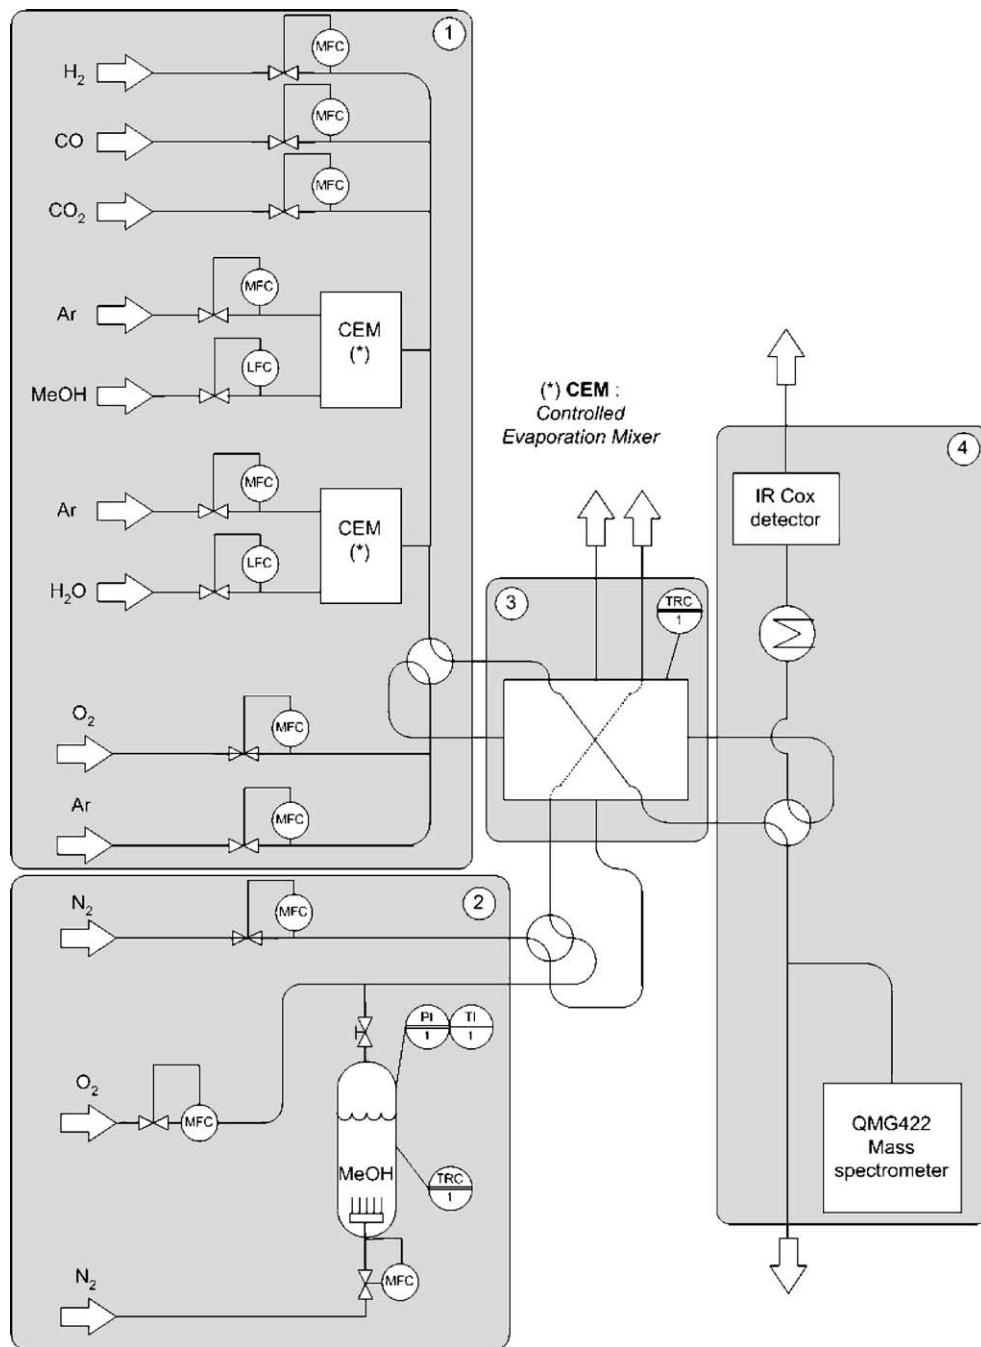 1
MFC
H₂
MFC
CO
MFC
CO₂
MFC
Ar
CEM
(*)
LFC
MeOH
MFC
Ar
CEM
(*)
LFC
H₂O
O₂
MFC
Ar
MFC
(*) CEM :
Controlled
Evaporation Mixer
3
TRC
1
4
IR Cox
detector
QMG422
Mass
spectrometer
2
N₂
MFC
PI
1
TI
1
O₂
MFC
MeOH
TRC
1
N₂
MFC